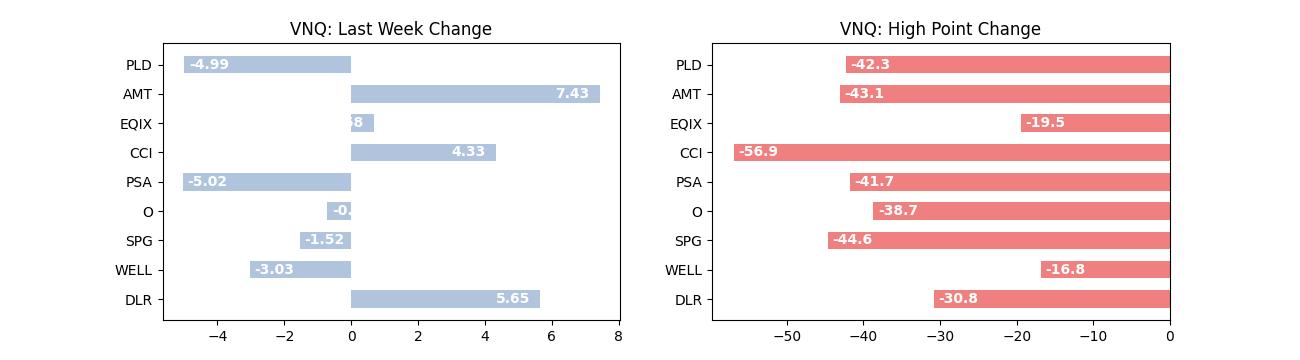 VNQ: Last Week Change
PLD
-4.99
AMT
7.43
EQIX
CCI
4.33
PSA
-5.02
O
SPG
-1.52
WELL
-3.03
DLR
5.65
−4
−2
0
2
4
6
8
VNQ: High Point Change
PLD
-42.3
AMT
-43.1
EQIX
-19.5
CCI
-56.9
PSA
-41.7
O
-38.7
SPG
-44.6
WELL
-16.8
DLR
-30.8
−50
−40
−30
−20
−10
0